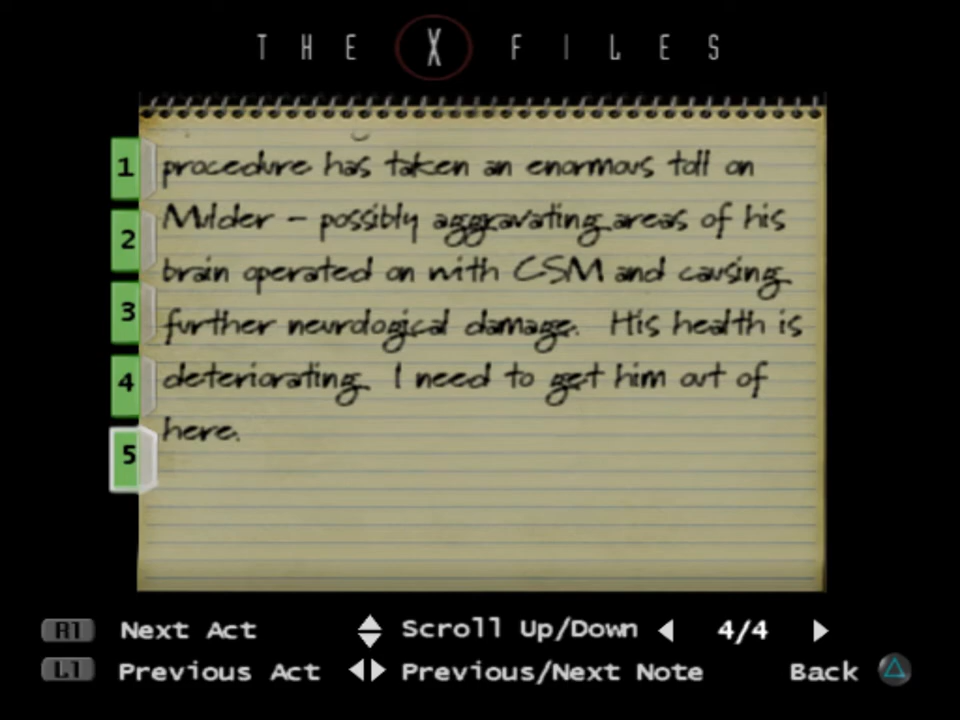 THE X FILES
procedure has taken an enormous toll on
Mulder - possibly aggravating areas of his
brain operated on with CSM and causing
further neurological damage. His health is
deteriorating. I need to get him out of
here.
1
2
3
4
5
R1 Next Act
Scroll Up/Down
4/4
L1 Previous Act
Previous/Next Note
Back